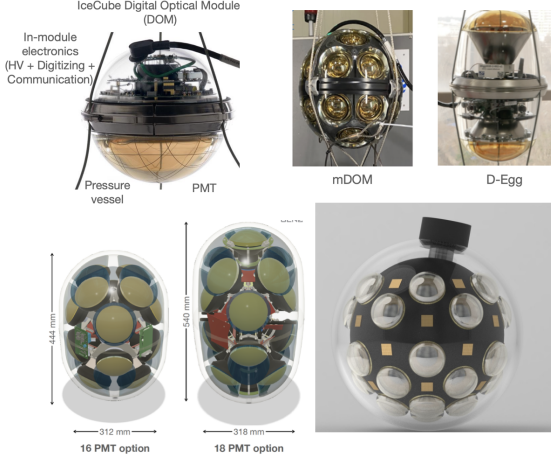 IceCube Digital Optical Module
(DOM)
In-module
electronics
(HV + Digitizing +
Communication)
Pressure
vessel
PMT
mDOM
D-Egg
444 mm
540 mm
312 mm
318 mm
16 PMT option
18 PMT option